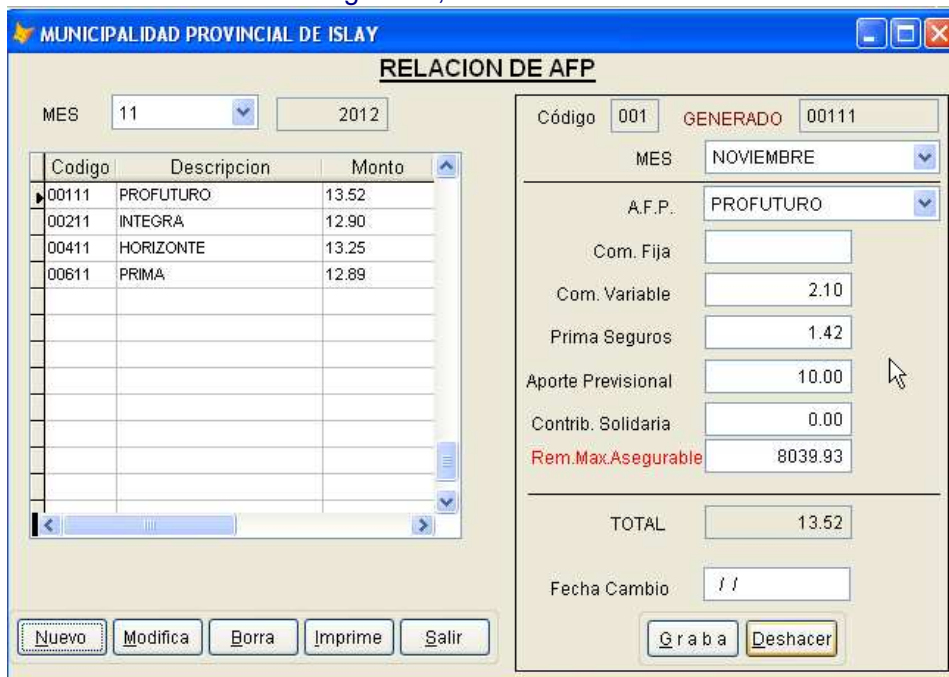 MUNICIPALIDAD PROVINCIAL DE ISLAY
RELACION DE AFP
MES 11 2012
Codigo Descripcion Monto
00111 PROFUTURO 13.52
00211 INTEGRA 12.90
00411 HORIZONTE 13.25
00611 PRIMA 12.89
Nuevo Modifica Borra Imprime Salir
Código 001 GENERADO 00111
MES NOVIEMBRE
A.F.P. PROFUTURO
Com. Fija
Com. Variable 2.10
Prima Seguros 1.42
Aporte Previsional 10.00
Contrib. Solidaria 0.00
Rem.Max.Asegurable 8039.93
TOTAL 13.52
Fecha Cambio / /
G r a b a Deshacer